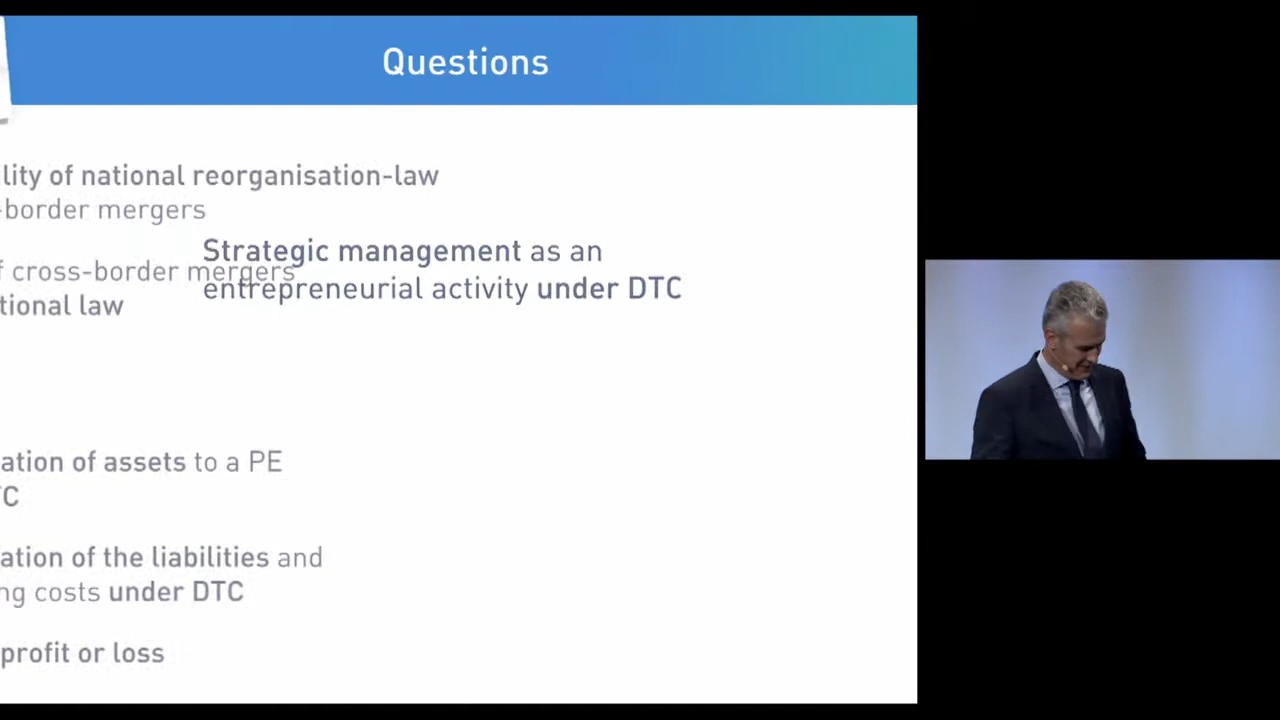 Questions
lity of national reorganisation-law
-border mergers
Strategic management as an
f cross-border mergers
entrepreneurial activity under DTC
tional law
ation of assets to a PE
TC
ation of the liabilities and
ng costs under DTC
profit or loss